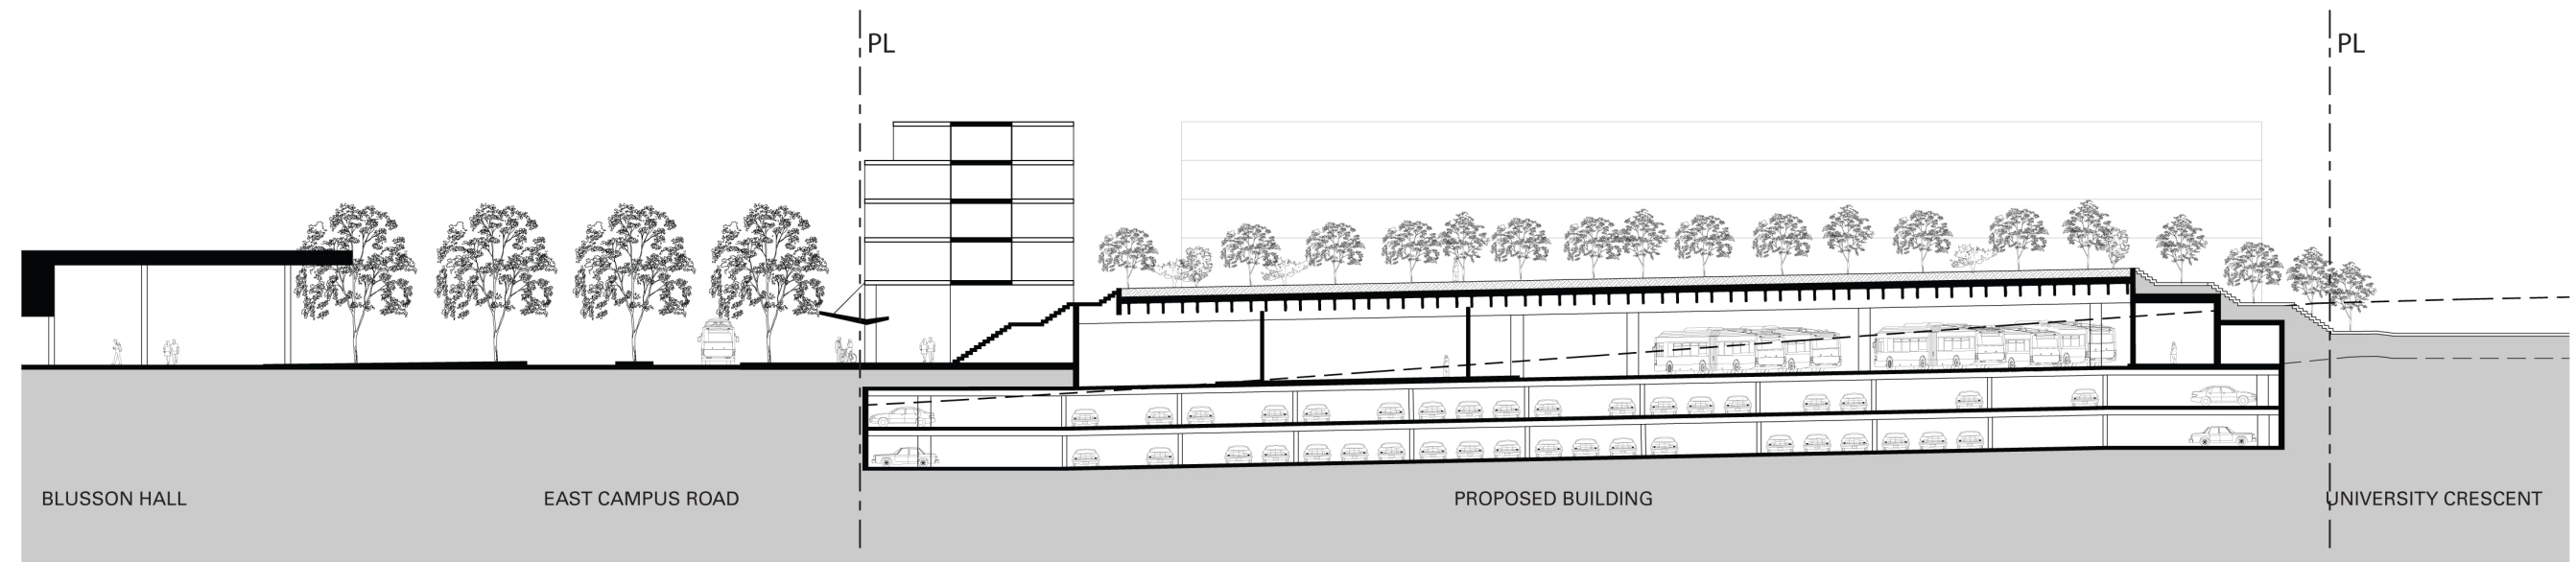 PL
PL
BLUSSON HALL
EAST CAMPUS ROAD
PROPOSED BUILDING
UNIVERSITY CRESCENT